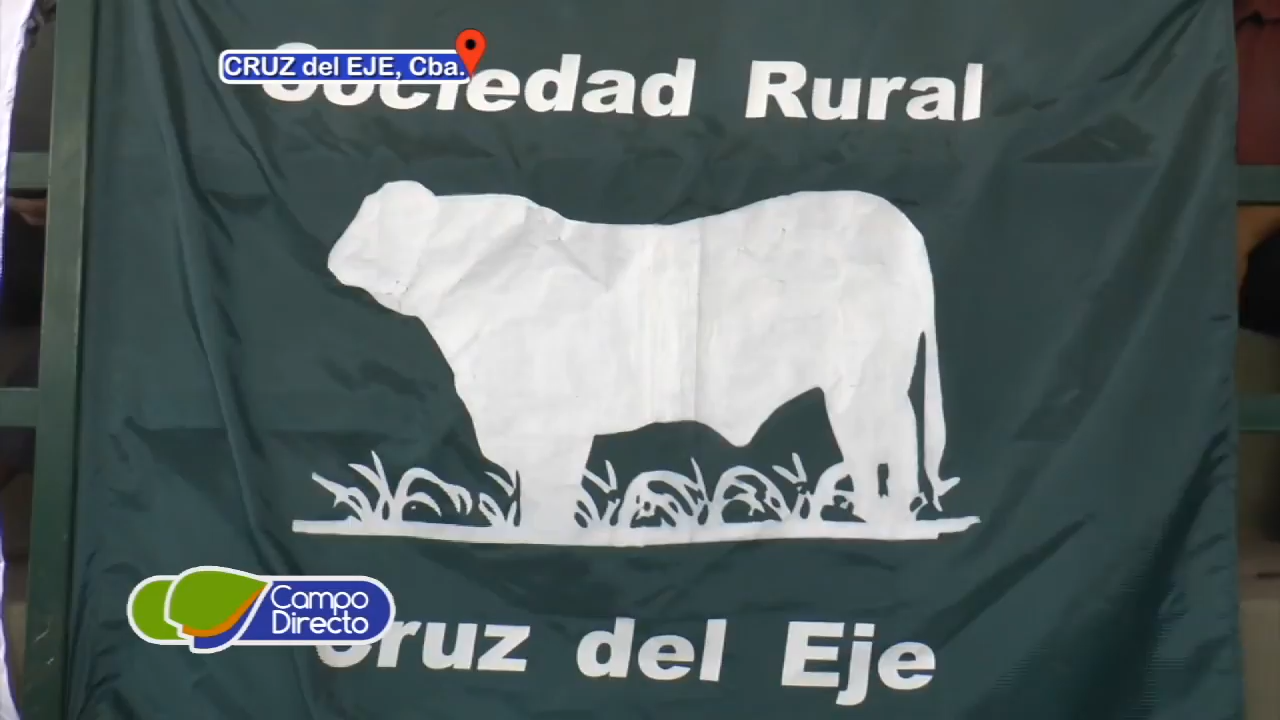 CRUZ del EJE, Cba.
Sociedad Rural
Campo
Directo
Cruz del Eje